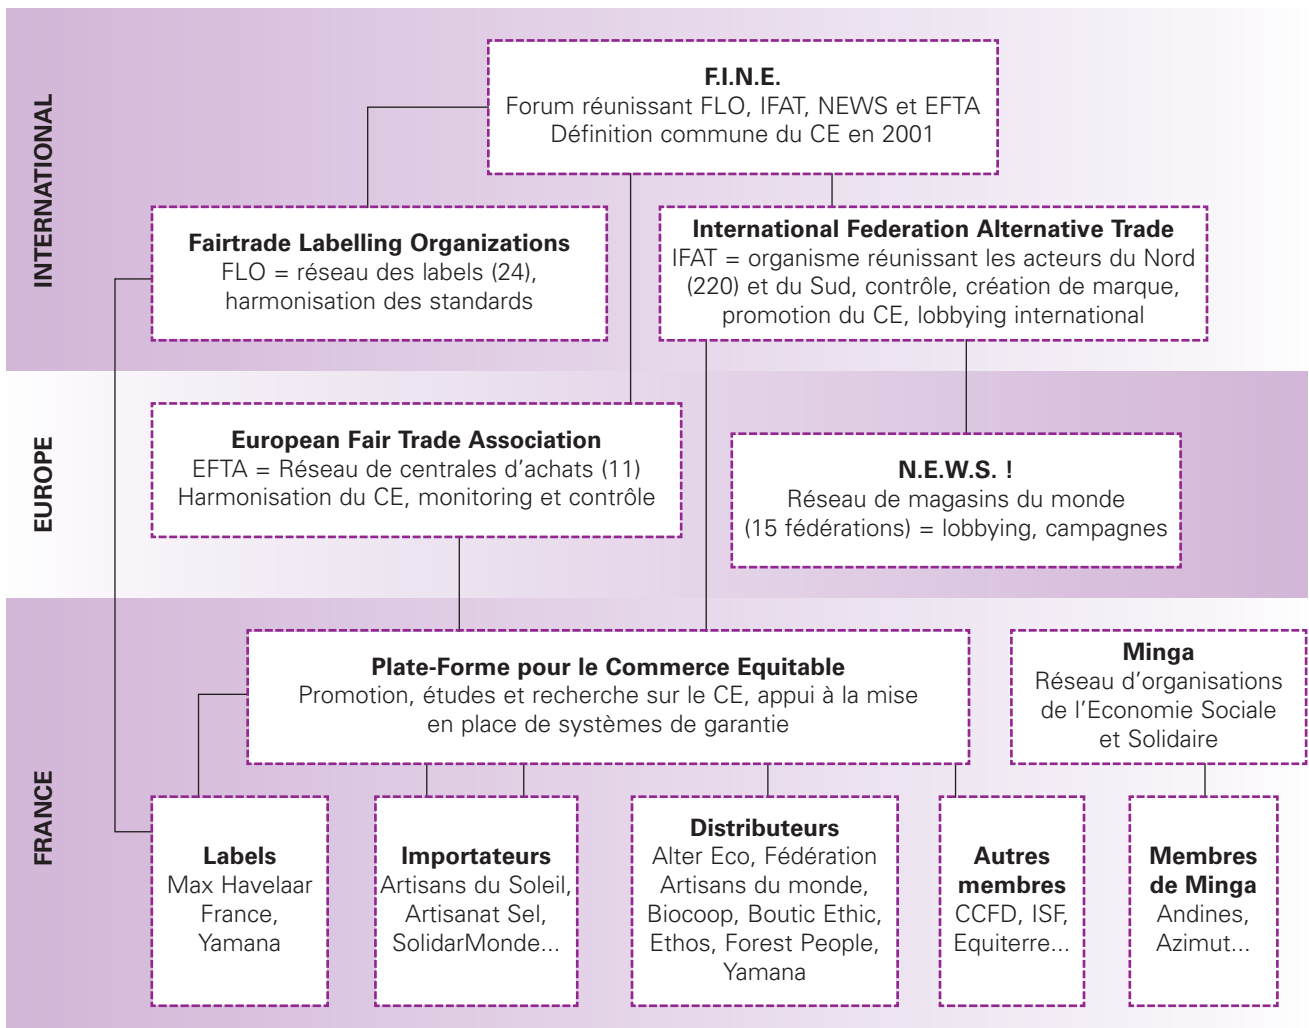 INTERNATIONAL
F.I.N.E.
Forum réunissant FLO, IFAT, NEWS et EFTA
Définition commune du CE en 2001
Fairtrade Labelling Organizations
FLO = réseau des labels (24),
harmonisation des standards
International Federation Alternative Trade
IFAT = organisme réunissant les acteurs du Nord
(220) et du Sud, contrôle, création de marque,
promotion du CE, lobbying international
EUROPE
European Fair Trade Association
EFTA = Réseau de centrales d’achats (11)
Harmonisation du CE, monitoring et contrôle
N.E.W.S. !
Réseau de magasins du monde
(15 fédérations) = lobbying, campagnes
FRANCE
Plate-Forme pour le Commerce Equitable
Promotion, études et recherche sur le CE, appui à la mise
en place de systèmes de garantie
Minga
Réseau d’organisations
de l’Economie Sociale
et Solidaire
Labels
Max Havelaar
France,
Yamana
Importateurs
Artisans du Soleil,
Artisanat Sel,
SolidarMonde...
Distributeurs
Alter Eco, Fédération
Artisans du monde,
Biocoop, Boutic Ethic,
Ethos, Forest People,
Yamana
Autres
membres
CCFD, ISF,
Equiterre...
Membres
de Minga
Andines,
Azimut...